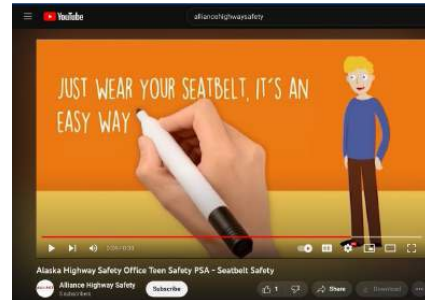 YouTube
alliancehighwaysafety
JUST WEAR YOUR SEATBELT, IT'S AN
EASY WAY
Alaska Highway Safety Office Teen Safety PSA - Seatbelt Safety
Alliance Highway Safety
Subscribe
1
Share
Download